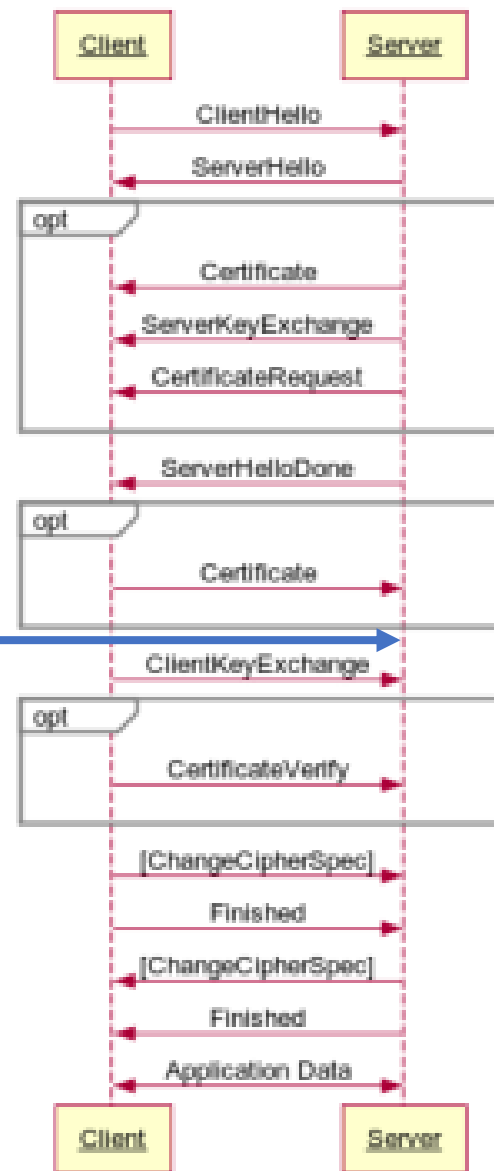 Client Server
ClientHello
ServerHello
opt
Certificate
ServerKeyExchange
CertificateRequest
ServerHelloDone
opt
Certificate
ClientKeyExchange
opt
CertificateVerify
[ChangeCipherSpec]
Finished
[ChangeCipherSpec]
Finished
Application Data
Client Server